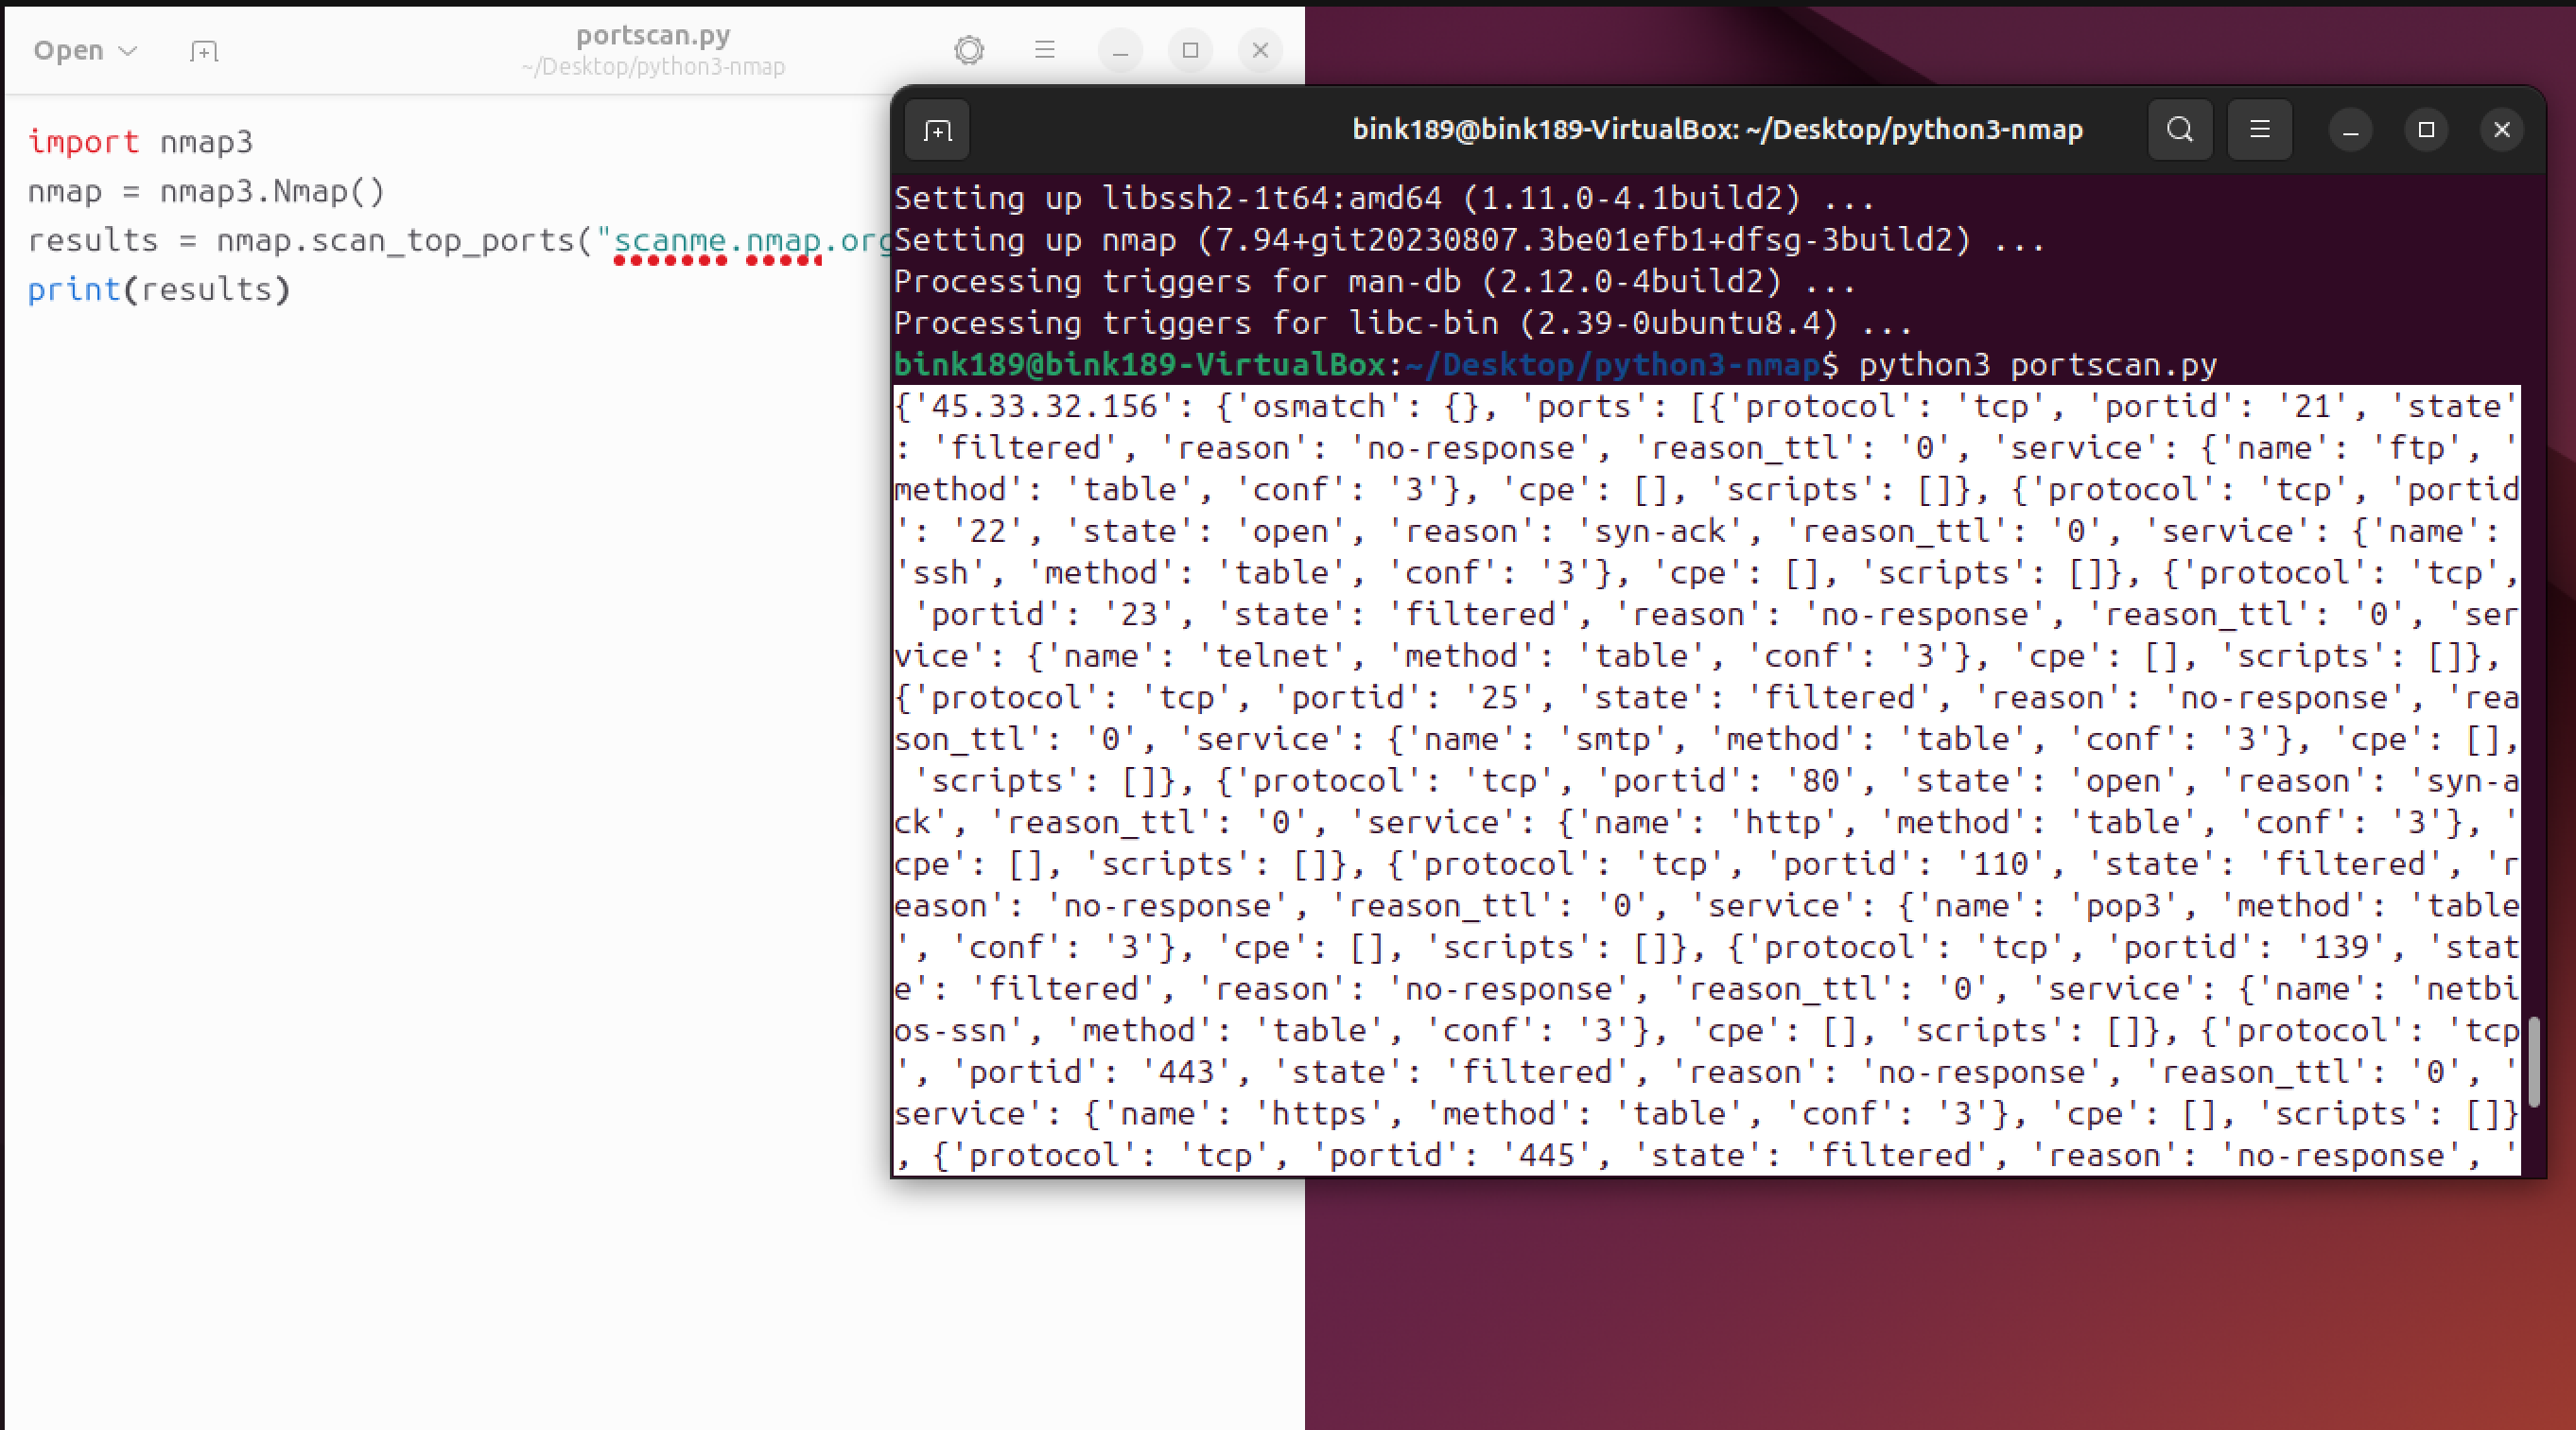 Open
portscan.py
~/Desktop/python3-nmap
import nmap3
nmap = nmap3.Nmap()
results = nmap.scan_top_ports("scanme.nmap.org
print(results)
bink189@bink189-VirtualBox: ~/Desktop/python3-nmap
Setting up libssh2-1t64:amd64 (1.11.0-4.1build2) ...
Setting up nmap (7.94+git20230807.3be01efb1+dfsg-3build2) ...
Processing triggers for man-db (2.12.0-4build2) ...
Processing triggers for libc-bin (2.39-0ubuntu8.4) ...
bink189@bink189-VirtualBox:~/Desktop/python3-nmap$ python3 portscan.py
{'45.33.32.156': {'osmatch': {}, 'ports': [{'protocol': 'tcp', 'portid': '21', 'state'
: 'filtered', 'reason': 'no-response', 'reason_ttl': '0', 'service': {'name': 'ftp', '
method': 'table', 'conf': '3'}, 'cpe': [], 'scripts': []}, {'protocol': 'tcp', 'portid
': '22', 'state': 'open', 'reason': 'syn-ack', 'reason_ttl': '0', 'service': {'name':
'ssh', 'method': 'table', 'conf': '3'}, 'cpe': [], 'scripts': []}, {'protocol': 'tcp',
'portid': '23', 'state': 'filtered', 'reason': 'no-response', 'reason_ttl': '0', 'ser
vice': {'name': 'telnet', 'method': 'table', 'conf': '3'}, 'cpe': [], 'scripts': []},
{'protocol': 'tcp', 'portid': '25', 'state': 'filtered', 'reason': 'no-response', 'rea
son_ttl': '0', 'service': {'name': 'smtp', 'method': 'table', 'conf': '3'}, 'cpe': [],
'scripts': []}, {'protocol': 'tcp', 'portid': '80', 'state': 'open', 'reason': 'syn-a
ck', 'reason_ttl': '0', 'service': {'name': 'http', 'method': 'table', 'conf': '3'}, '
cpe': [], 'scripts': []}, {'protocol': 'tcp', 'portid': '110', 'state': 'filtered', 'r
eason': 'no-response', 'reason_ttl': '0', 'service': {'name': 'pop3', 'method': 'table
', 'conf': '3'}, 'cpe': [], 'scripts': []}, {'protocol': 'tcp', 'portid': '139', 'stat
e': 'filtered', 'reason': 'no-response', 'reason_ttl': '0', 'service': {'name': 'netbi
os-ssn', 'method': 'table', 'conf': '3'}, 'cpe': [], 'scripts': []}, {'protocol': 'tcp
', 'portid': '443', 'state': 'filtered', 'reason': 'no-response', 'reason_ttl': '0', '
service': {'name': 'https', 'method': 'table', 'conf': '3'}, 'cpe': [], 'scripts': []}
, {'protocol': 'tcp', 'portid': '445', 'state': 'filtered', 'reason': 'no-response', '